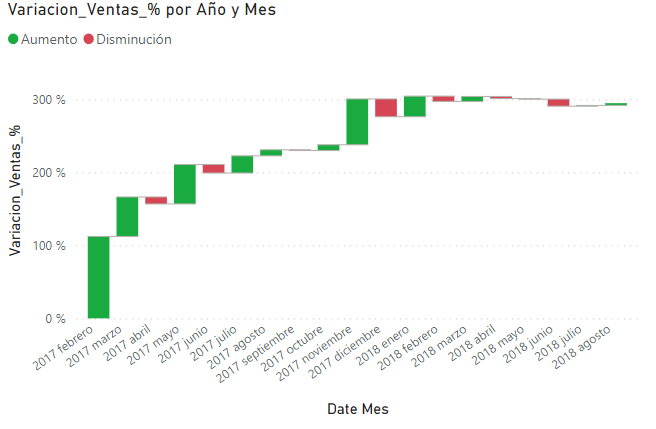 Variacion_Ventas_% por Año y Mes
Aumento Disminución
300 %
200 %
100 %
0 %
Variacion_Ventas_%
2017 febrero
2017 marzo
2017 abril
2017 mayo
2017 junio
2017 julio
2017 agosto
2017 septiembre
2017 octubre
2017 noviembre
2017 diciembre
2018 enero
2018 febrero
2018 marzo
2018 abril
2018 mayo
2018 junio
2018 julio
2018 agosto
Date Mes